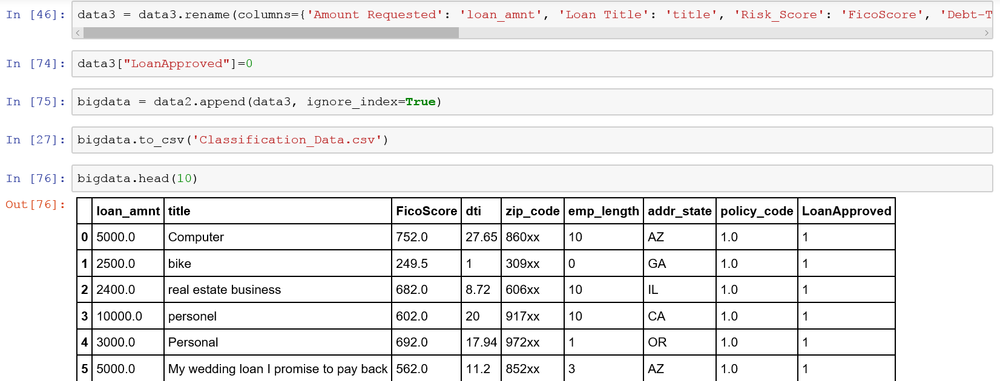 In [46]: data3 = data3.rename(columns={'Amount Requested': 'loan_amnt', 'Loan Title': 'title', 'Risk_Score': 'FicoScore', 'Debt-T
In [74]: data3["LoanApproved"]=0
In [75]: bigdata = data2.append(data3, ignore_index=True)
In [27]: bigdata.to_csv('Classification_Data.csv')
In [76]: bigdata.head(10)
Out[76]:
loan_amnt title FicoScore dti zip_code emp_length addr_state policy_code LoanApproved
0 5000.0 Computer 752.0 27.65 860xx 10 AZ 1.0 1
1 2500.0 bike 249.5 1 309xx 0 GA 1.0 1
2 2400.0 real estate business 682.0 8.72 606xx 10 IL 1.0 1
3 10000.0 personel 602.0 20 917xx 10 CA 1.0 1
4 3000.0 Personal 692.0 17.94 972xx 1 OR 1.0 1
5 5000.0 My wedding loan I promise to pay back 562.0 11.2 852xx 3 AZ 1.0 1